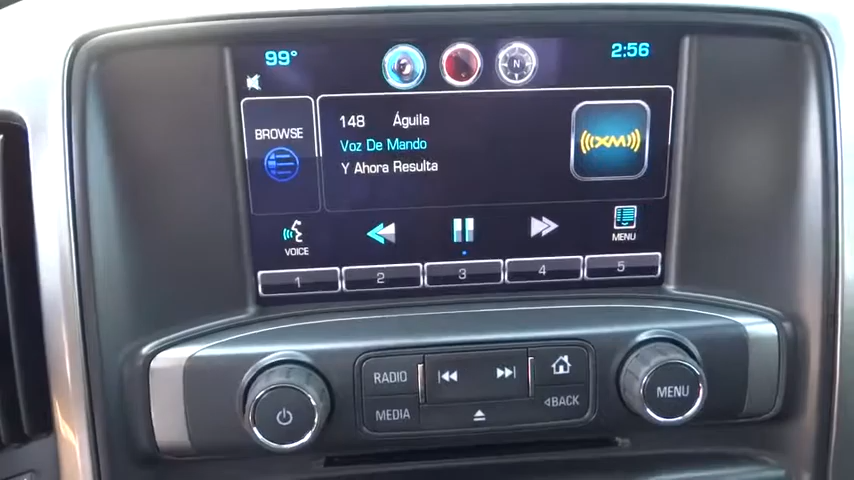 99°
N
2:56
148 Águila
BROWSE
Voz De Mando
Y Ahora Resulta
((XM))
VOICE
MENU
1 2 3 4 5
RADIO
MEDIA
◁BACK
MENU